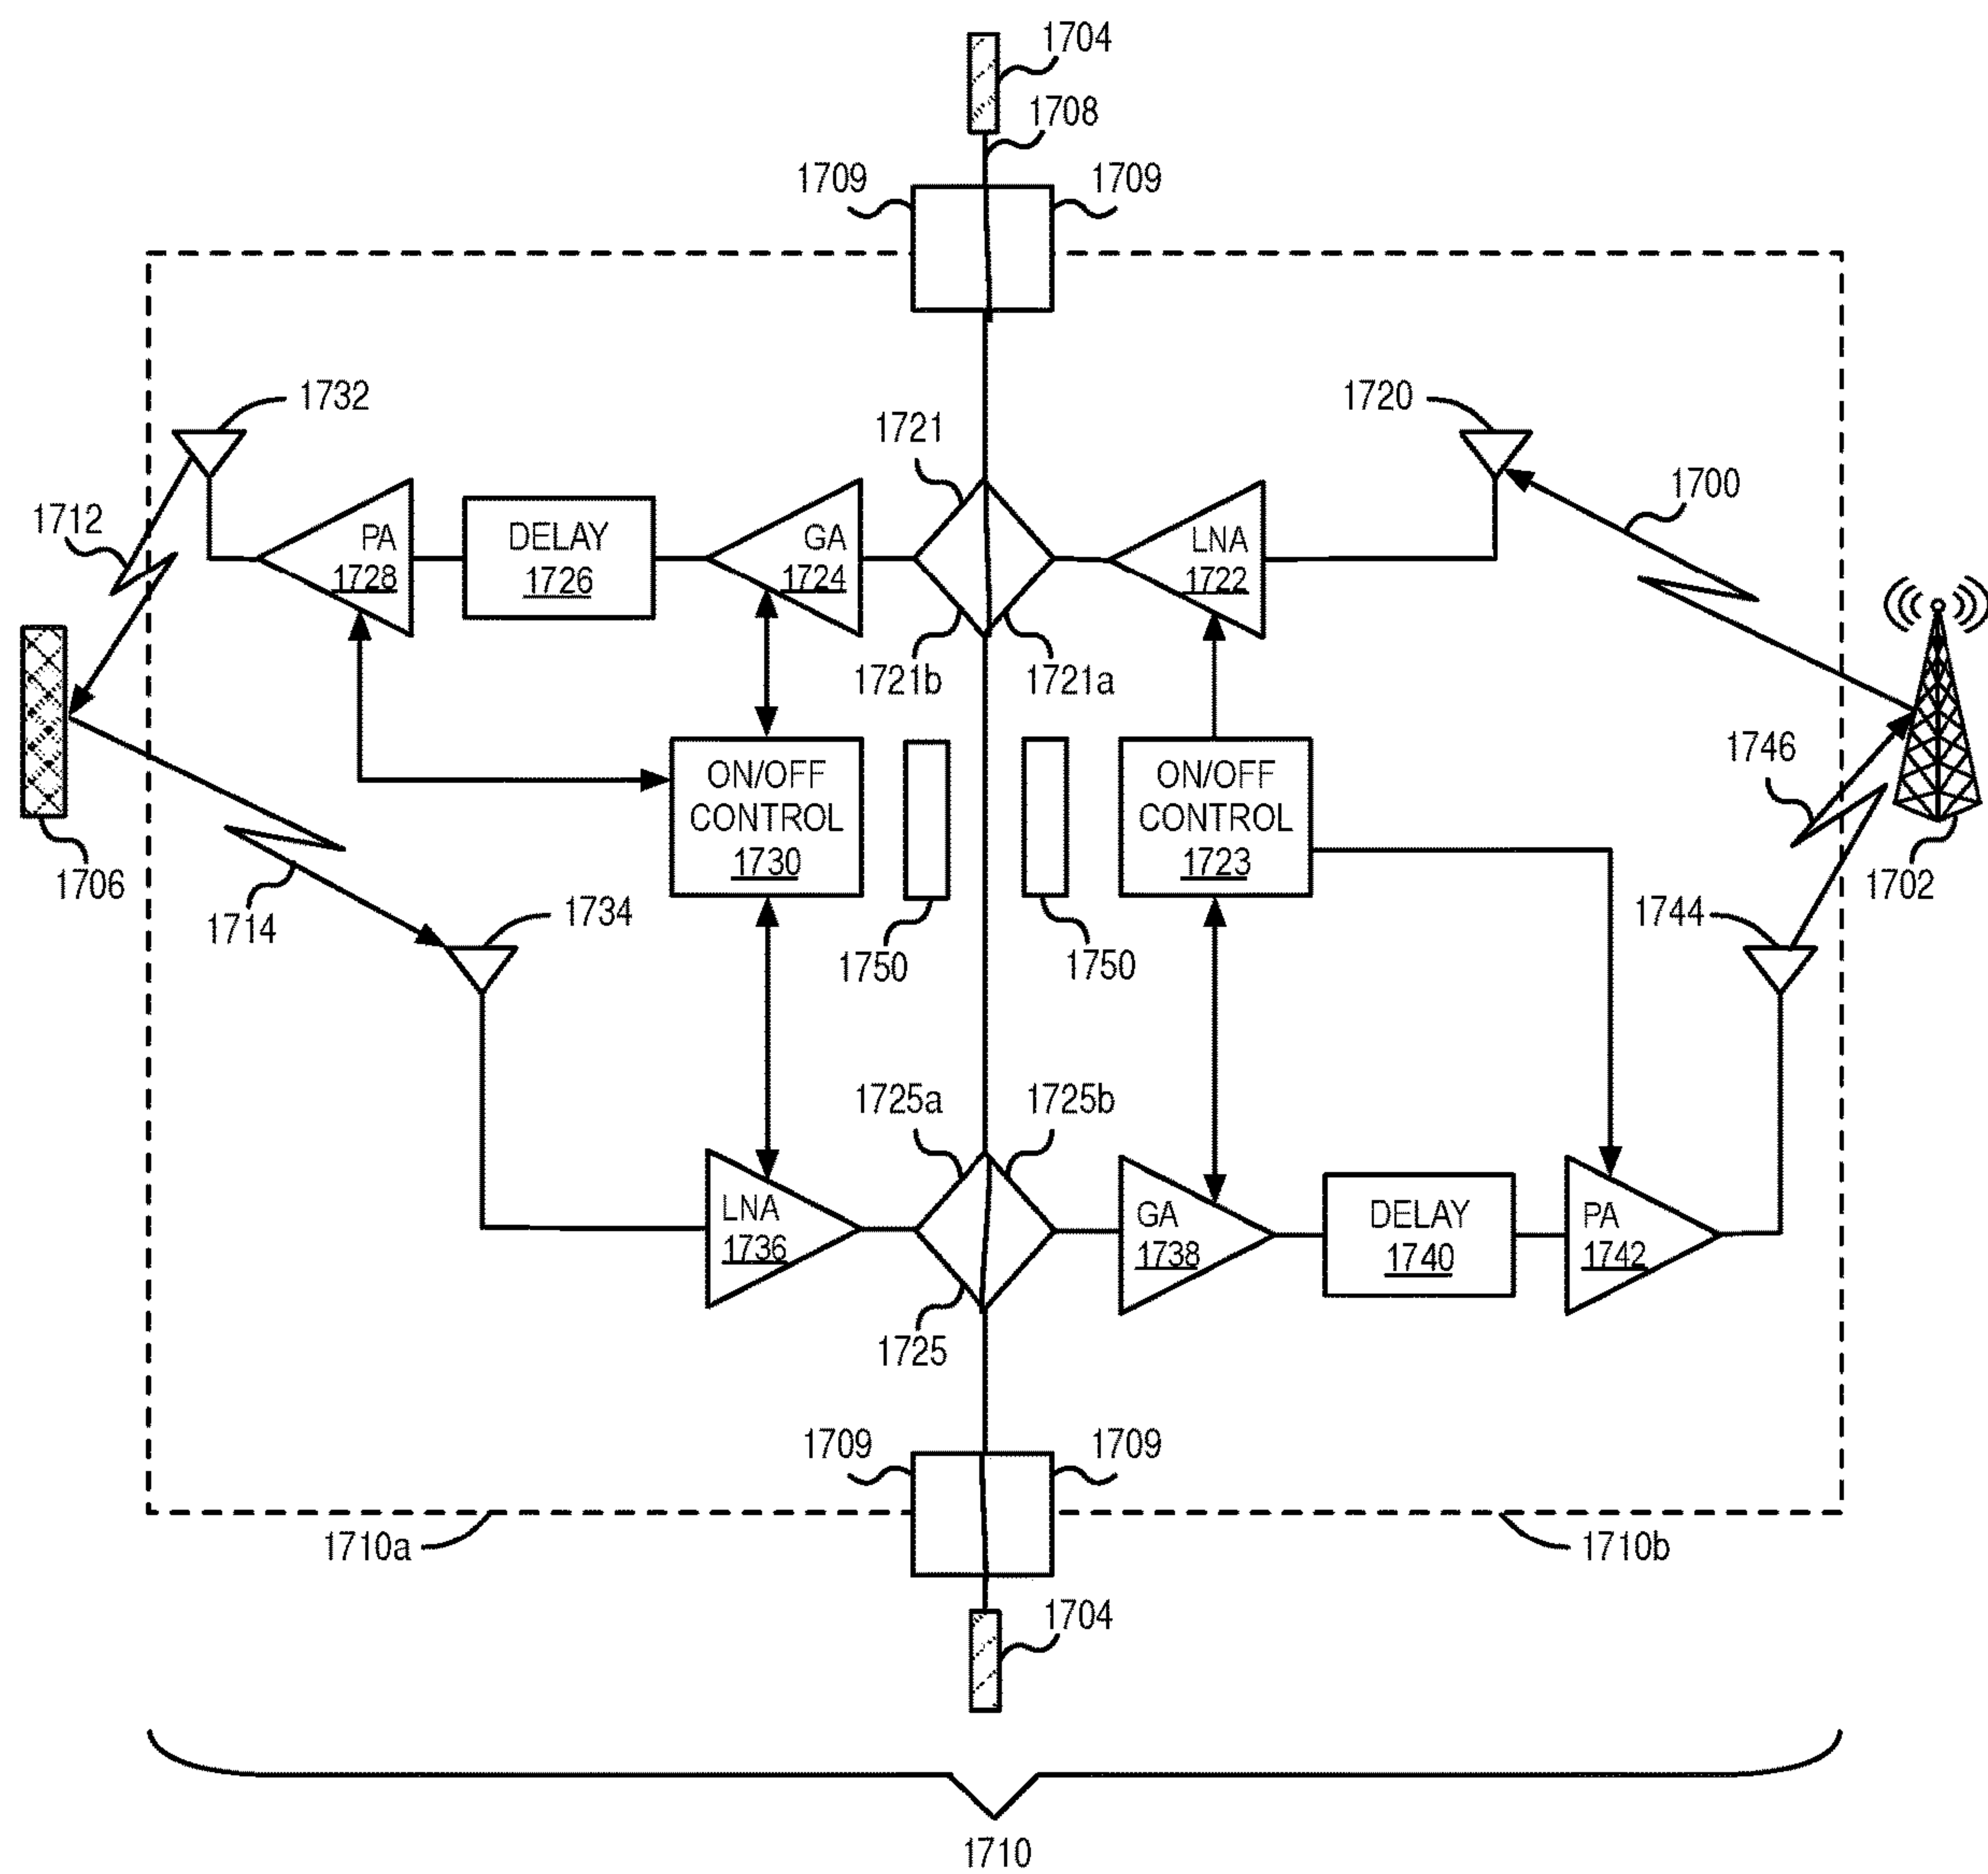 1704
1708
1709
1709
1732
1721
1720
1700
1712
PA
1728
DELAY
1726
GA
1724
LNA
1722
1721b
1721a
1746
ON/OFF
CONTROL
1730
ON/OFF
CONTROL
1723
1706
1702
1714
1734
1750
1750
1744
1725a
1725b
LNA
1736
GA
1738
DELAY
1740
PA
1742
1725
1709
1709
1710a
1710b
1704
1710